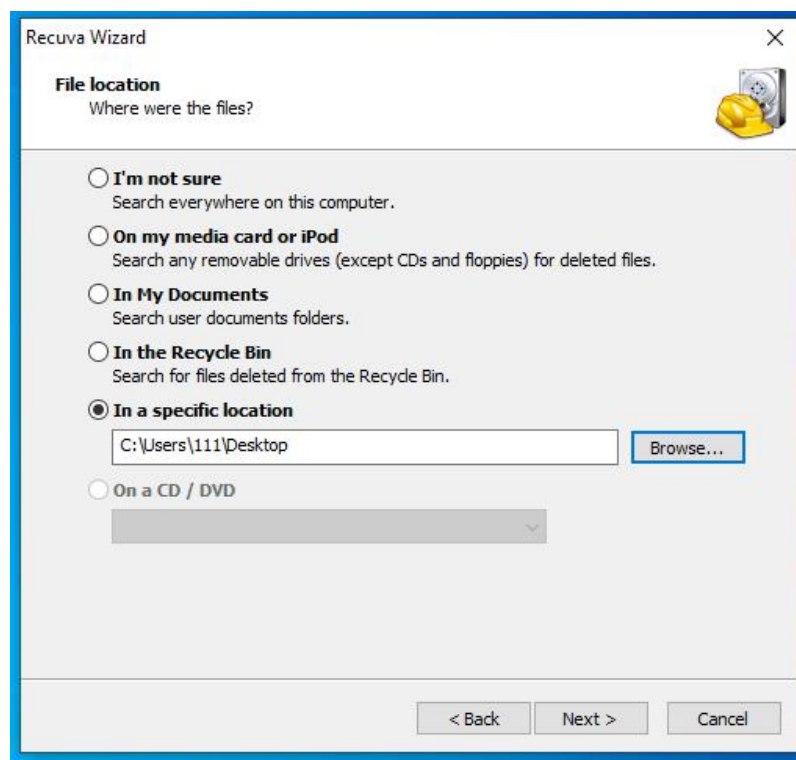 Recuva Wizard
File location
Where were the files?
I'm not sure
Search everywhere on this computer.
On my media card or iPod
Search any removable drives (except CDs and floppies) for deleted files.
In My Documents
Search user documents folders.
In the Recycle Bin
Search for files deleted from the Recycle Bin.
In a specific location
C:\Users\111\Desktop
Browse...
On a CD / DVD
< Back Next > Cancel